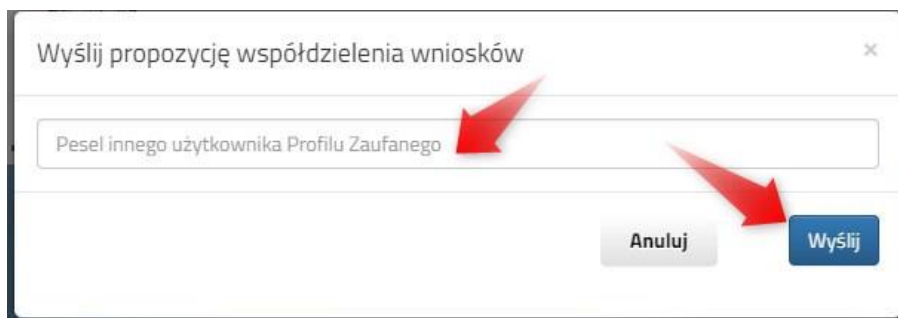 Wyślij propozycję współdzielenia wniosków
×
Pesel innego użytkownika Profilu Zaufanego
Anuluj
Wyślij